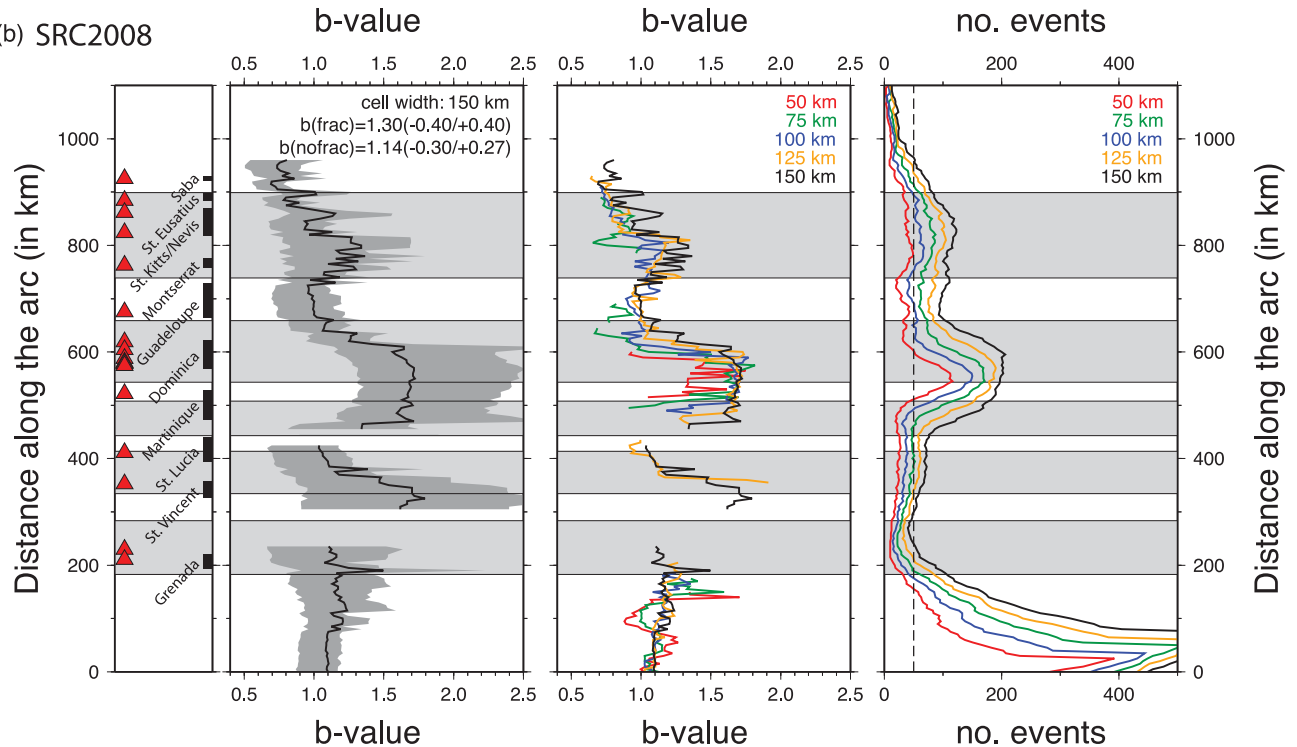 (b) SRC2008
b-value
b-value
no. events
0.5 1.0 1.5 2.0 2.5
0.5 1.0 1.5 2.0 2.5
0 200 400
Distance along the arc (in km)
1000
800
600
400
200
0
Saba
St. Eusatius
St. Kitts/Nevis
Montserrat
Guadeloupe
Dominica
Martinique
St. Lucia
St. Vincent
Grenada
cell width: 150 km
b(frac)=1.30(-0.40/+0.40)
b(nofrac)=1.14(-0.30/+0.27)
50 km
75 km
100 km
125 km
150 km
50 km
75 km
100 km
125 km
150 km
1000
800
600
400
200
0
Distance along the arc (in km)
0.5 1.0 1.5 2.0 2.5
0.5 1.0 1.5 2.0 2.5
0 200 400
b-value
b-value
no. events